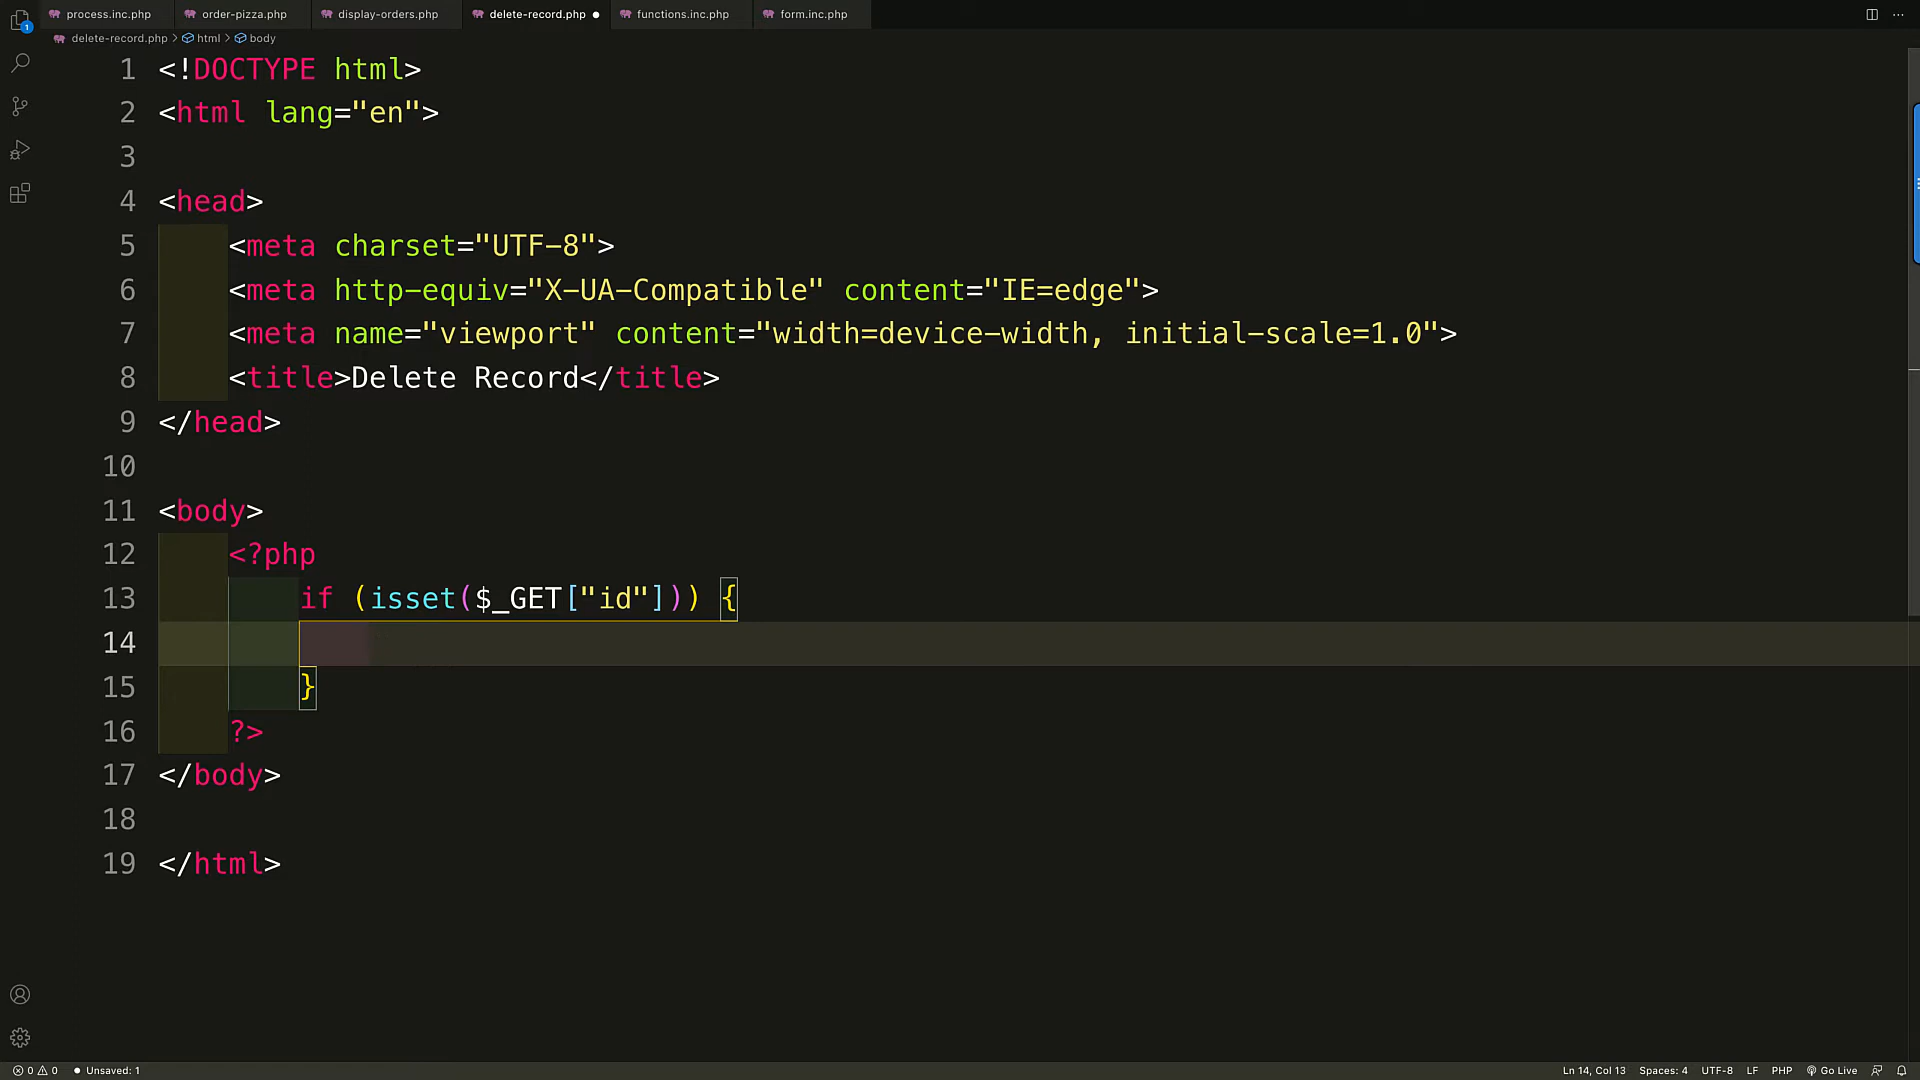 process.inc.php order-pizza.php display-orders.php delete-record.php functions.inc.php form.inc.php
delete-record.php > html > body
1 <!DOCTYPE html>
2 <html lang="en">
3
4 <head>
5 <meta charset="UTF-8">
6 <meta http-equiv="X-UA-Compatible" content="IE=edge">
7 <meta name="viewport" content="width=device-width, initial-scale=1.0">
8 <title>Delete Record</title>
9 </head>
10
11 <body>
12 <?php
13 if (isset($_GET["id"])) {
14
15 }
16 ?>
17 </body>
18
19 </html>
1
0 0 Unsaved: 1 Ln 14, Col 13 Spaces: 4 UTF-8 LF PHP Go Live